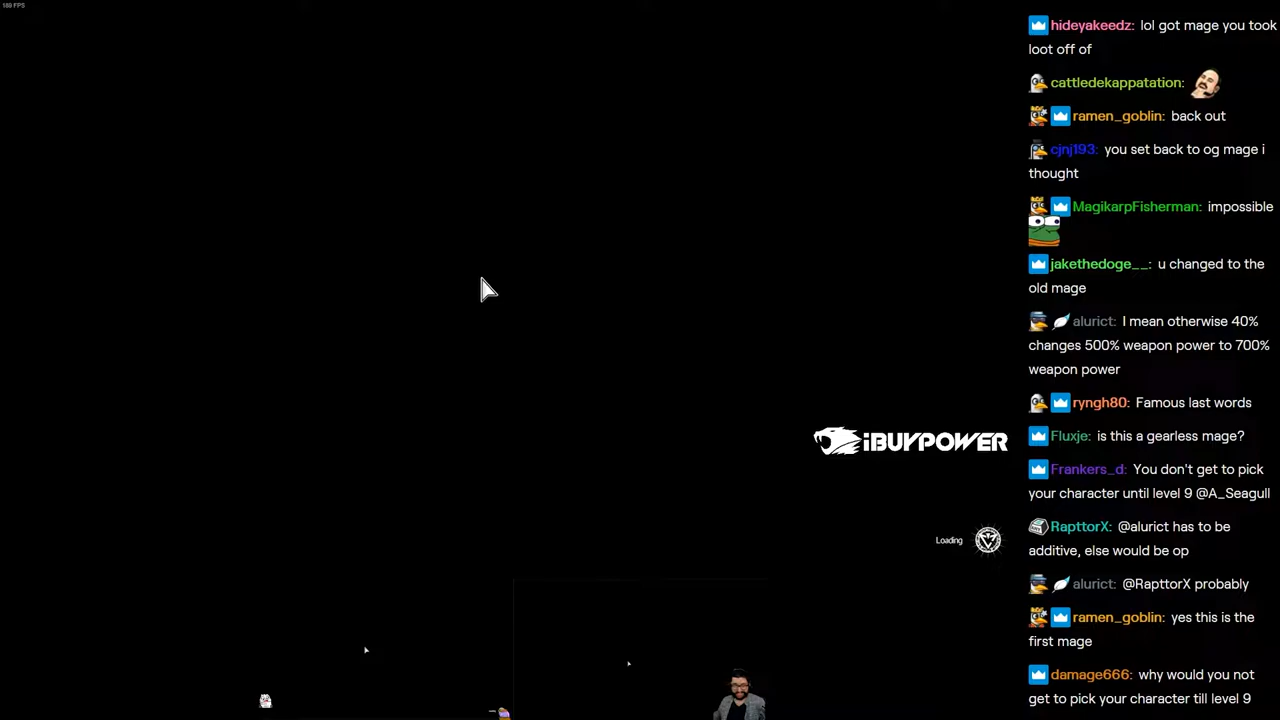 189 FPS
hideyakeedz: lol got mage you took
loot off of
cattledekappatation:
ramen_goblin: back out
cjnj193: you set back to og mage i
thought
MagikarpFisherman: impossible
jakethedoge__: u changed to the
old mage
alurict: I mean otherwise 40%
changes 500% weapon power to 700%
weapon power
ryngh80: Famous last words
Fluxje: is this a gearless mage?
iBUYPOWER
Frankers_d: You don't get to pick
your character until level 9 @A_Seagull
RapttorX: @alurict has to be
additive, else would be op
Loading
alurict: @RapttorX probably
ramen_goblin: yes this is the
first mage
damage666: why would you not
get to pick your character till level 9